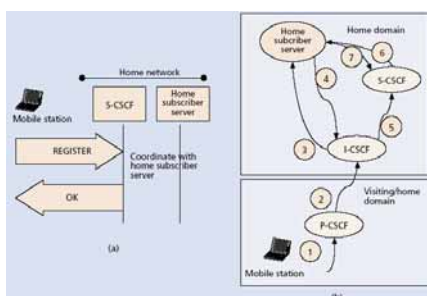 Home network
S-CSCF
Home
subscriber
server
Mobile station
REGISTER
Coordinate with
home subscriber
server
OK
(a)
Home domain
Home
subcriber
server
7
6
4
S-CSCF
3
5
I-CSCF
2
Visiting/home
domain
P-CSCF
1
Mobile station